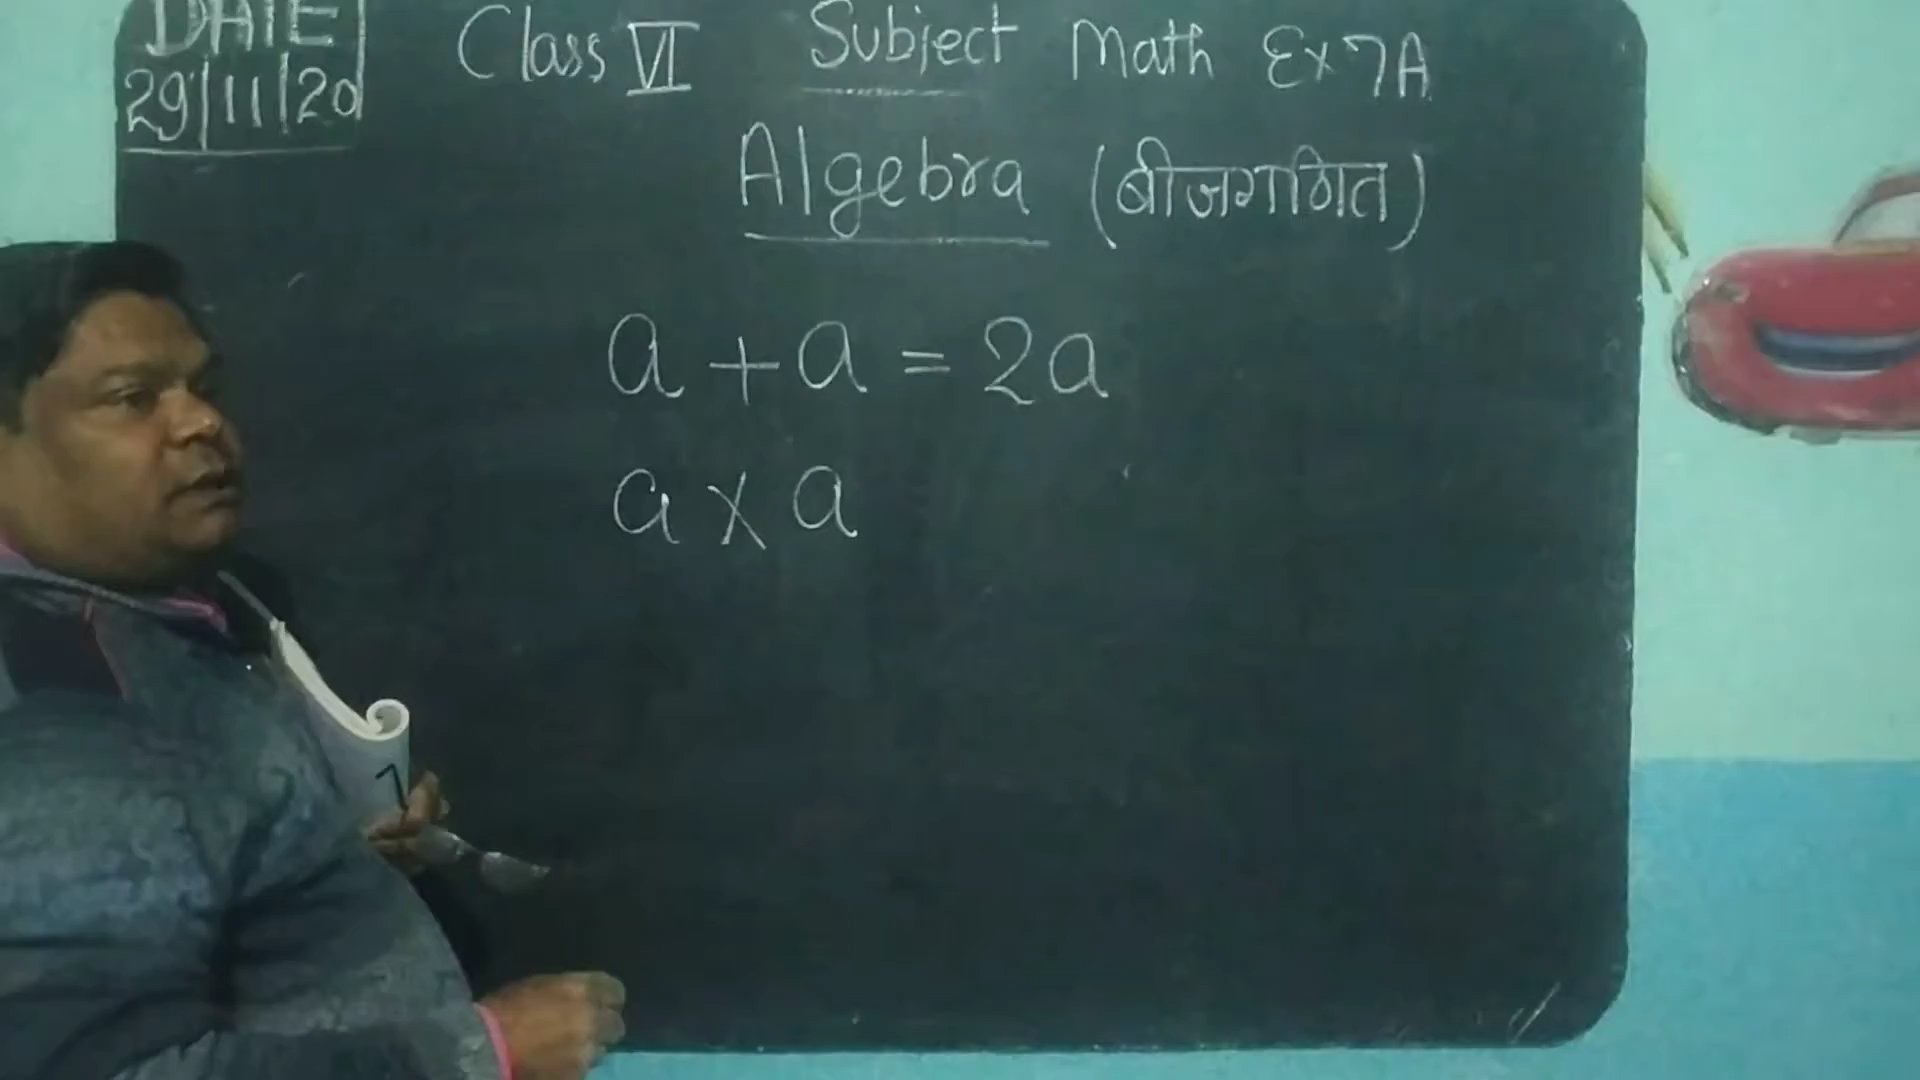 DATE
29/11/20
Class VI Subject Math Ex 7A
Algebra (बीजगणित)
a + a = 2a
a x a